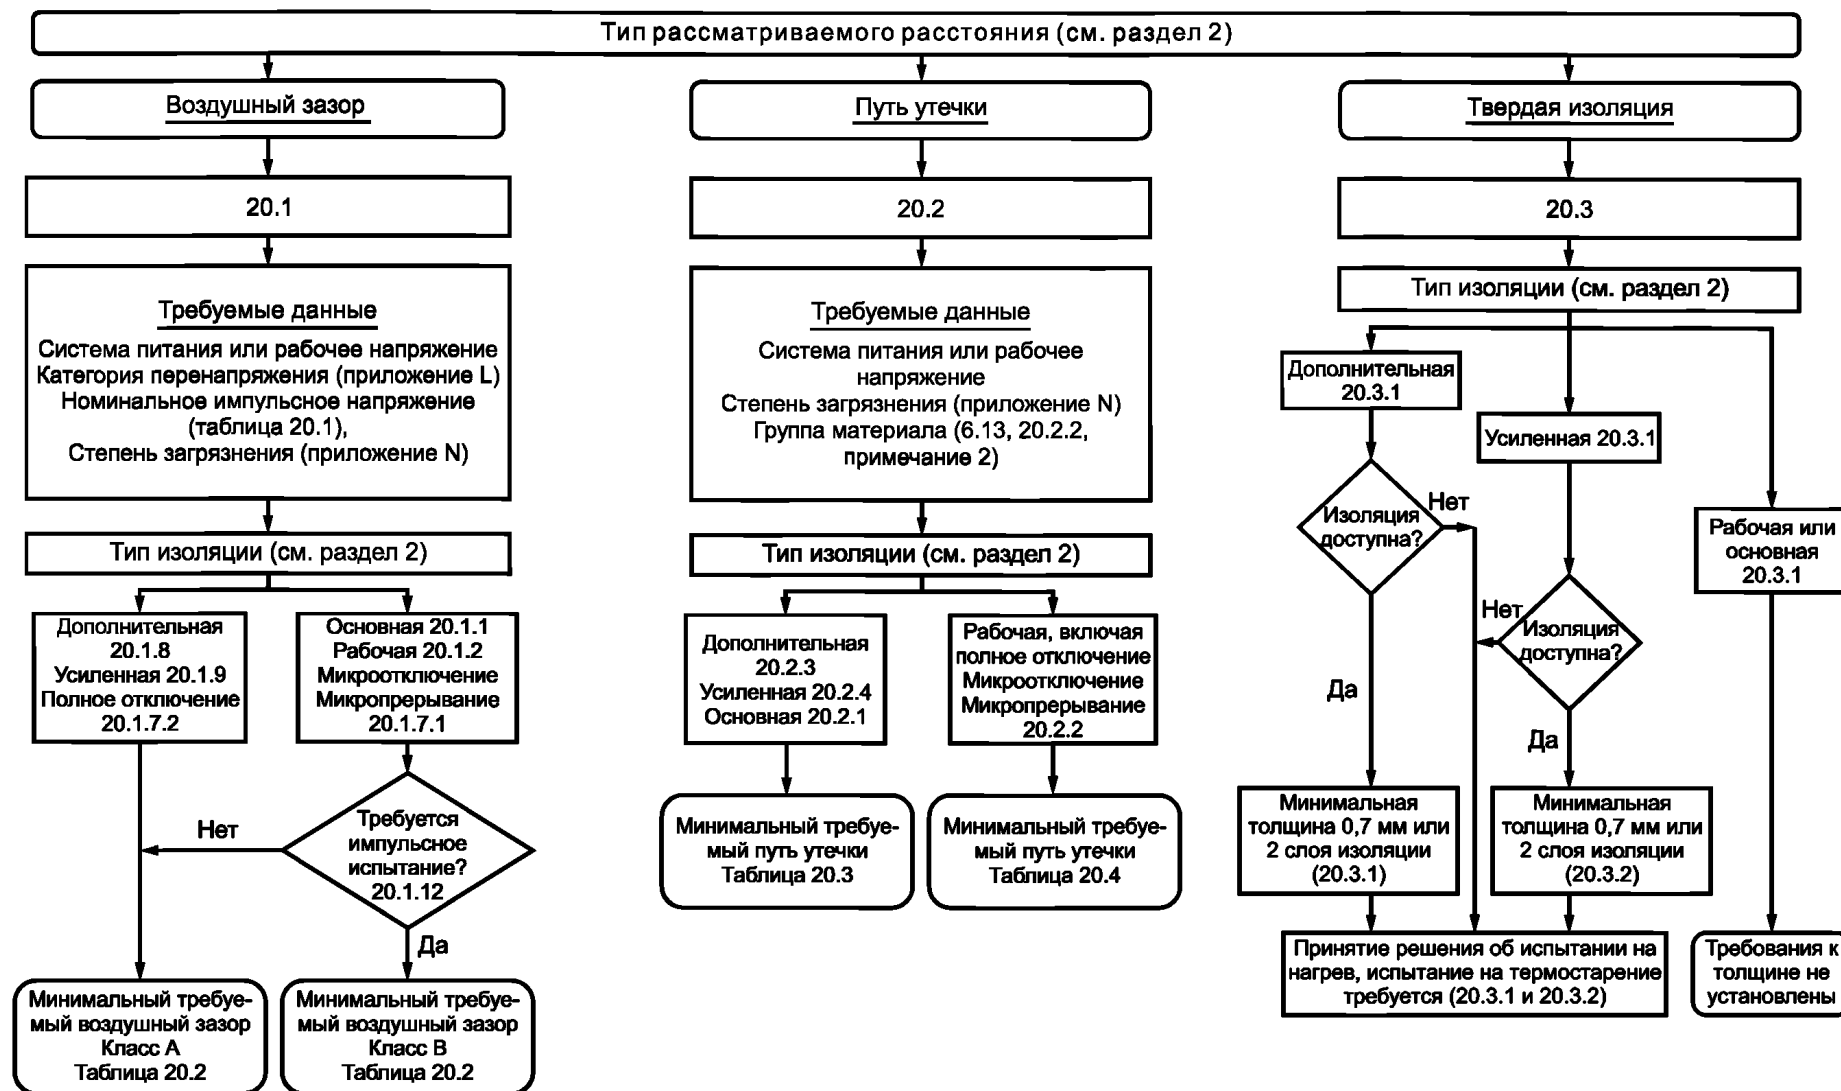 Тип рассматриваемого расстояния (см. раздел 2)
Воздушный зазор
20.1
Требуемые данные
Система питания или рабочее напряжение
Категория перенапряжения (приложение L)
Номинальное импульсное напряжение
(таблица 20.1),
Степень загрязнения (приложение N)
Тип изоляции (см. раздел 2)
Дополнительная
20.1.8
Усиленная 20.1.9
Полное отключение
20.1.7.2
Основная 20.1.1
Рабочая 20.1.2
Микроотключение
Микропрерывание
20.1.7.1
Требуется
импульсное
испытание?
20.1.12
Нет
Да
Минимальный требуе-
мый воздушный зазор
Класс А
Таблица 20.2
Минимальный требуе-
мый воздушный зазор
Класс В
Таблица 20.2
Путь утечки
20.2
Требуемые данные
Система питания или рабочее
напряжение
Степень загрязнения (приложение N)
Группа материала (6.13, 20.2.2,
примечание 2)
Тип изоляции (см. раздел 2)
Дополнительная
20.2.3
Усиленная 20.2.4
Основная 20.2.1
Рабочая, включая
полное отключение
Микроотключение
Микропрерывание
20.2.2
Минимальный требуе-
мый путь утечки
Таблица 20.3
Минимальный требуе-
мый путь утечки
Таблица 20.4
Твердая изоляция
20.3
Тип изоляции (см. раздел 2)
Дополнительная
20.3.1
Усиленная 20.3.1
Рабочая или
основная
20.3.1
Изоляция
доступна?
Нет
Да
Изоляция
доступна?
Нет
Да
Минимальная
толщина 0,7 мм или
2 слоя изоляции
(20.3.1)
Минимальная
толщина 0,7 мм или
2 слоя изоляции
(20.3.2)
Принятие решения об испытании на
нагрев, испытание на термостарение
требуется (20.3.1 и 20.3.2)
Требования к
толщине не
установлены